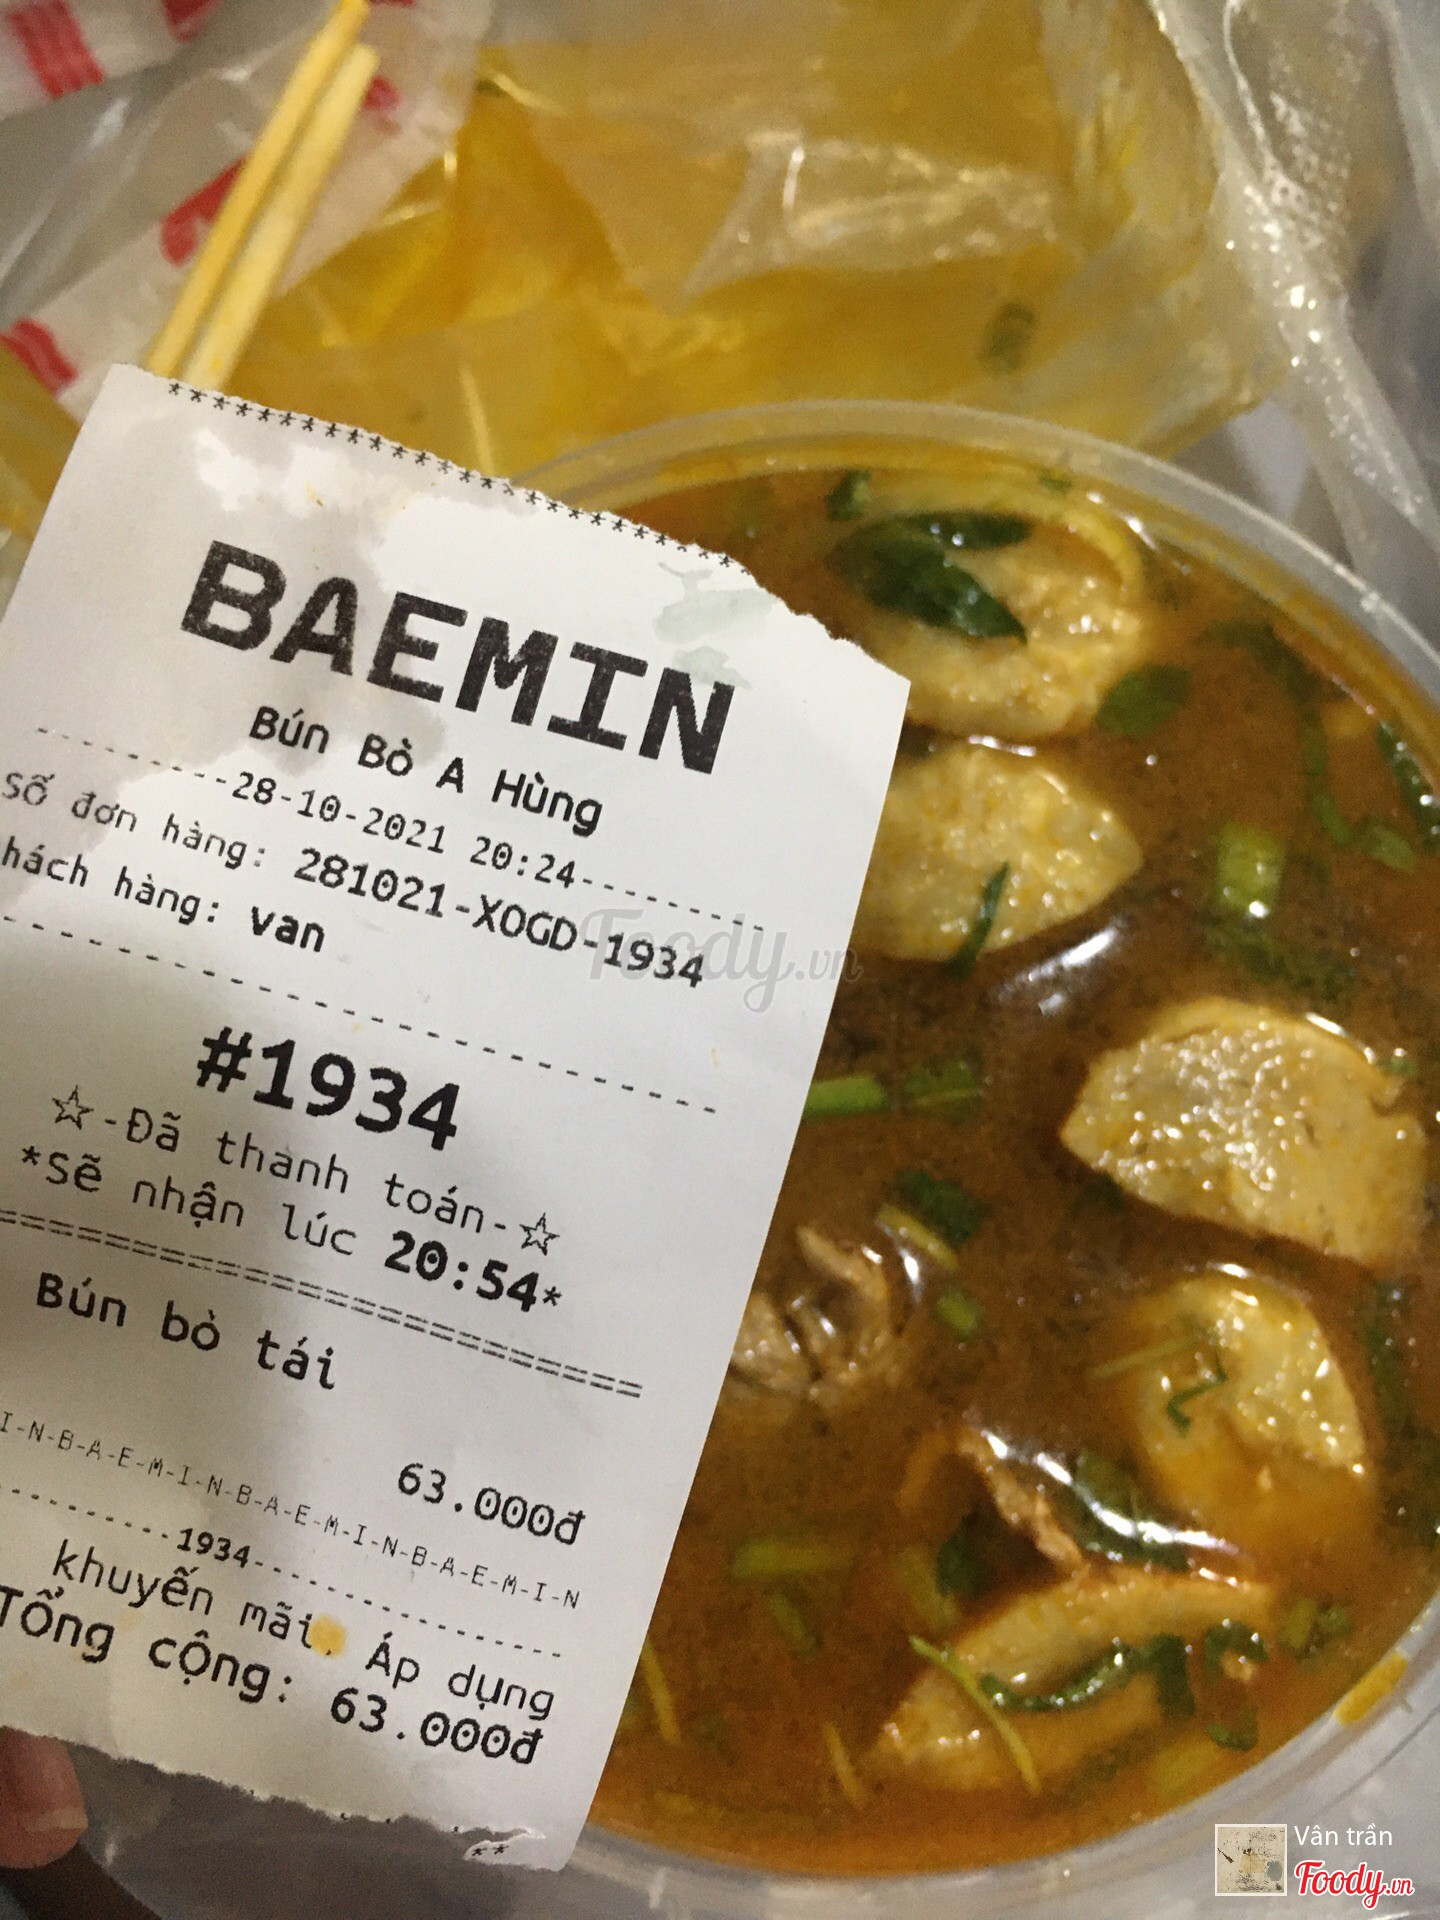 BAEMIN
Bún Bò A Hùng
---------28-10-2021 20:24---------
Số đơn hàng: 281021-XOGD-1934
hách hàng: van
#1934
☆-Đã thanh toán-☆
*Sẽ nhận lúc 20:54*
Bún bò tái
63.000đ
I-N-B-A-E-M-I-N-B-A-E-M-I-N-B-A-E-M-I-N
----------1934----------------
khuyến mãi. Áp dụng
Tổng cộng: 63.000đ
**
Foody.vn
Vân trần
Foody.vn